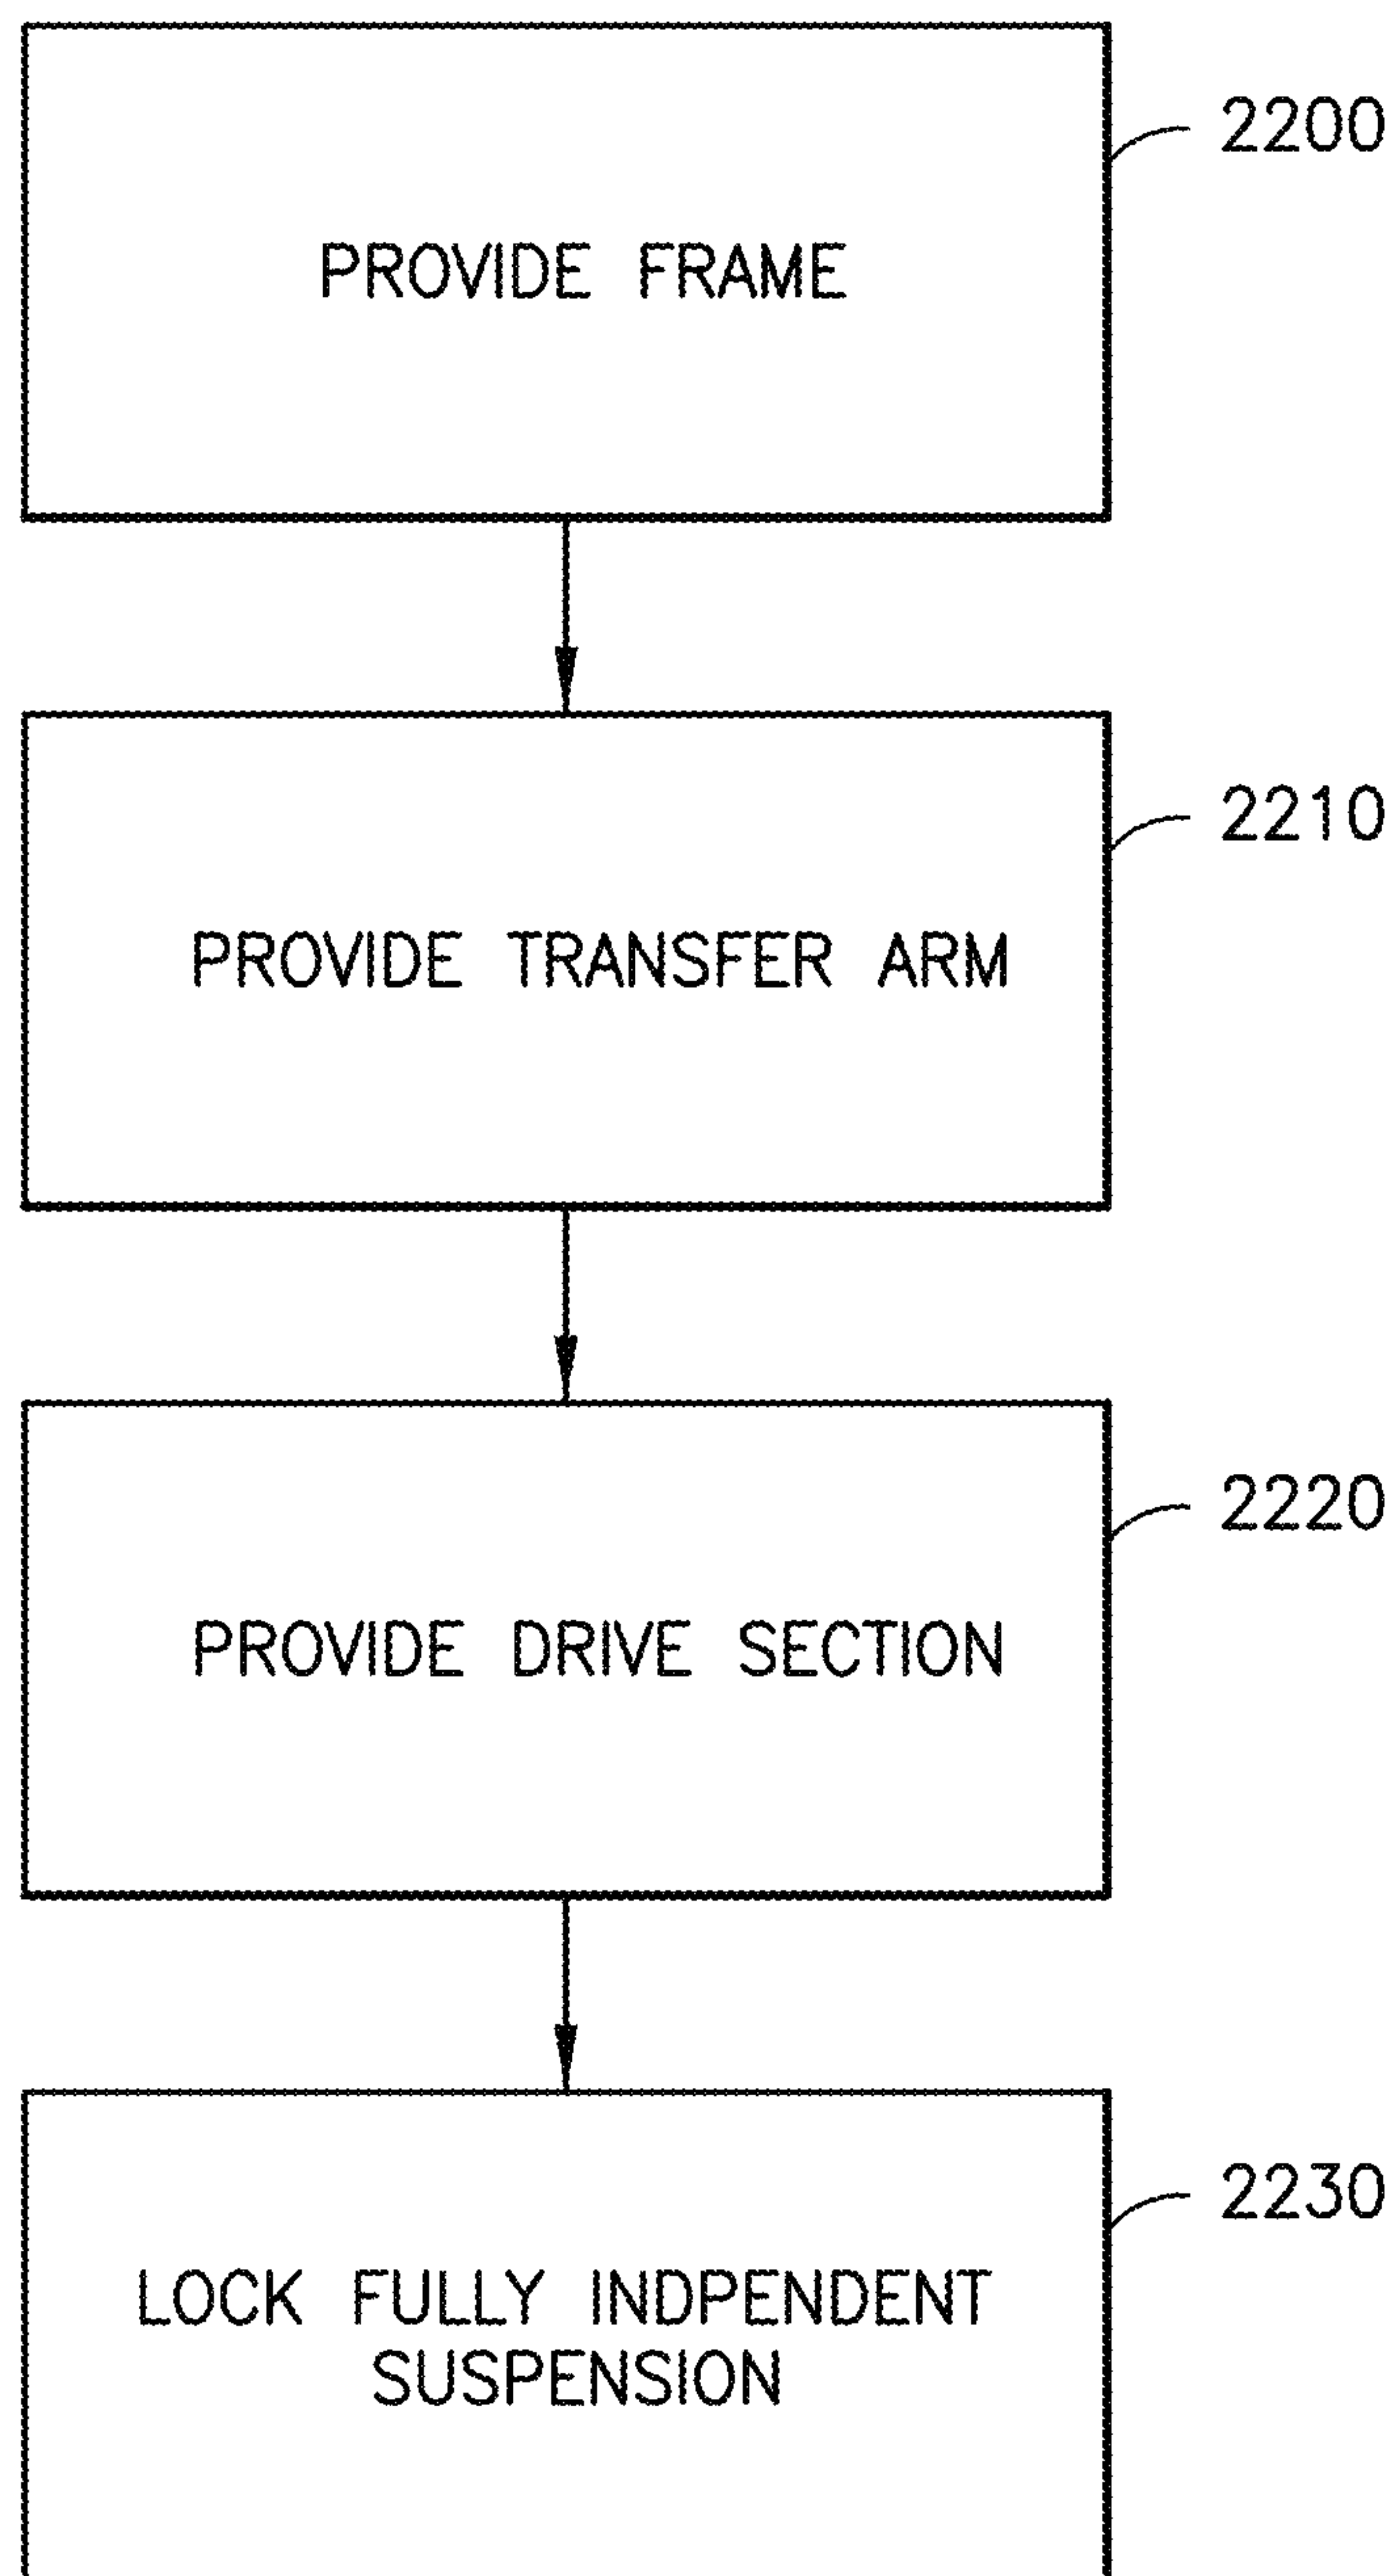 2200
PROVIDE FRAME
2210
PROVIDE TRANSFER ARM
2220
PROVIDE DRIVE SECTION
2230
LOCK FULLY INDPENDENT
SUSPENSION